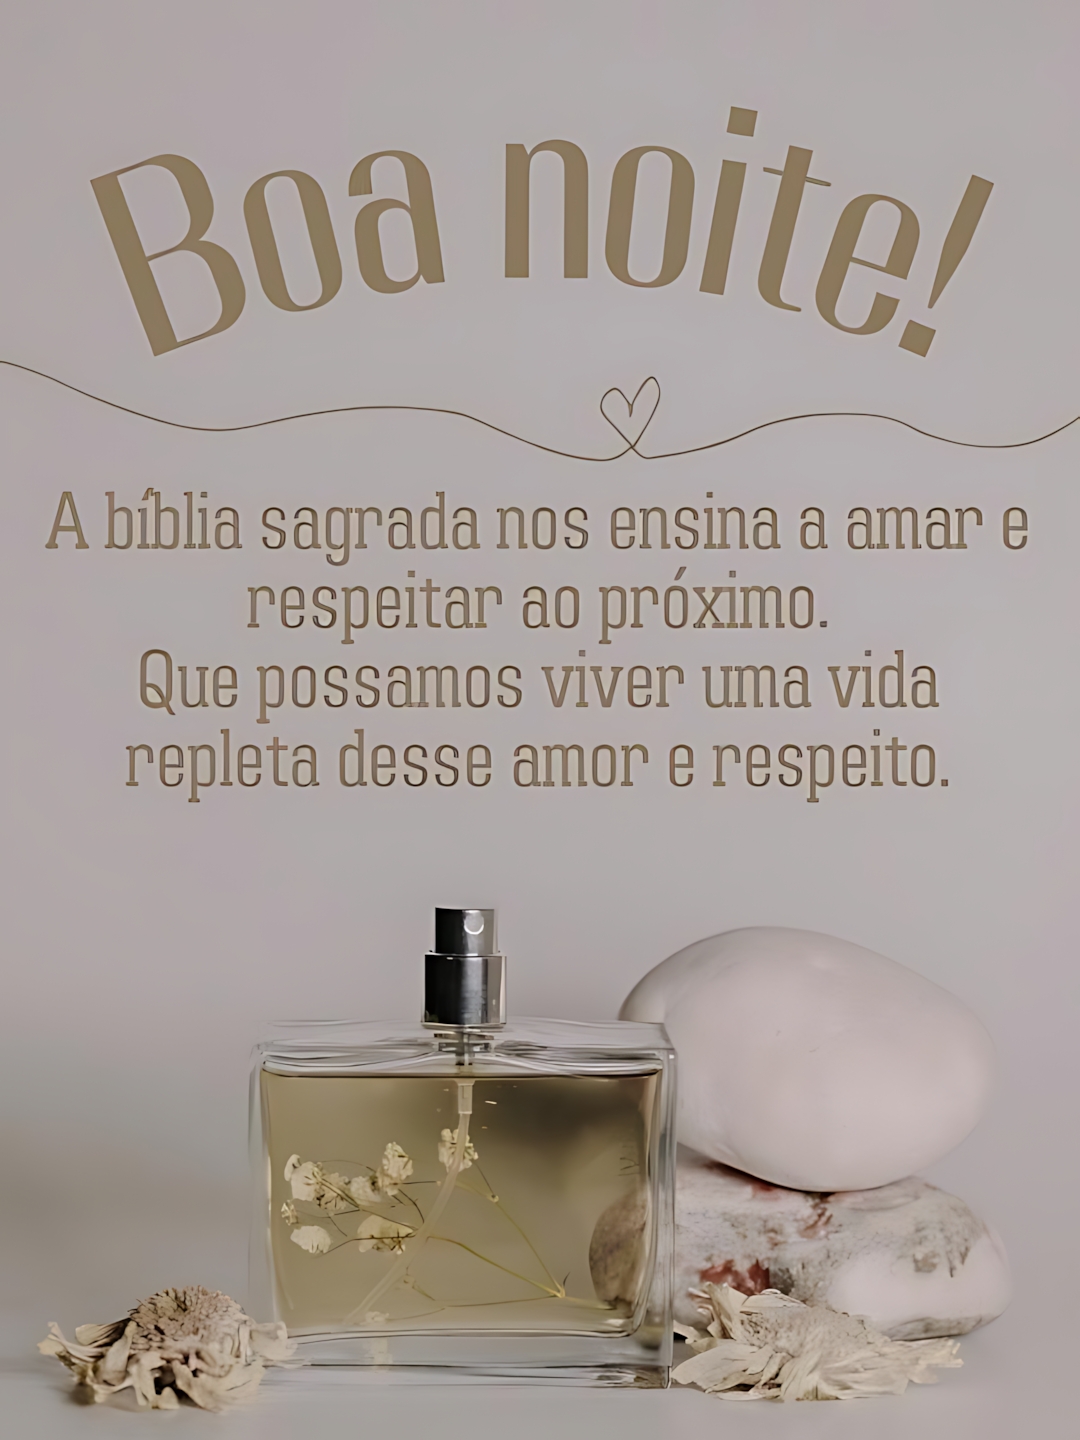 Boa noite!
A bíblia sagrada nos ensina a amar e
respeitar ao próximo.
Que possamos viver uma vida
repleta desse amor e respeito.